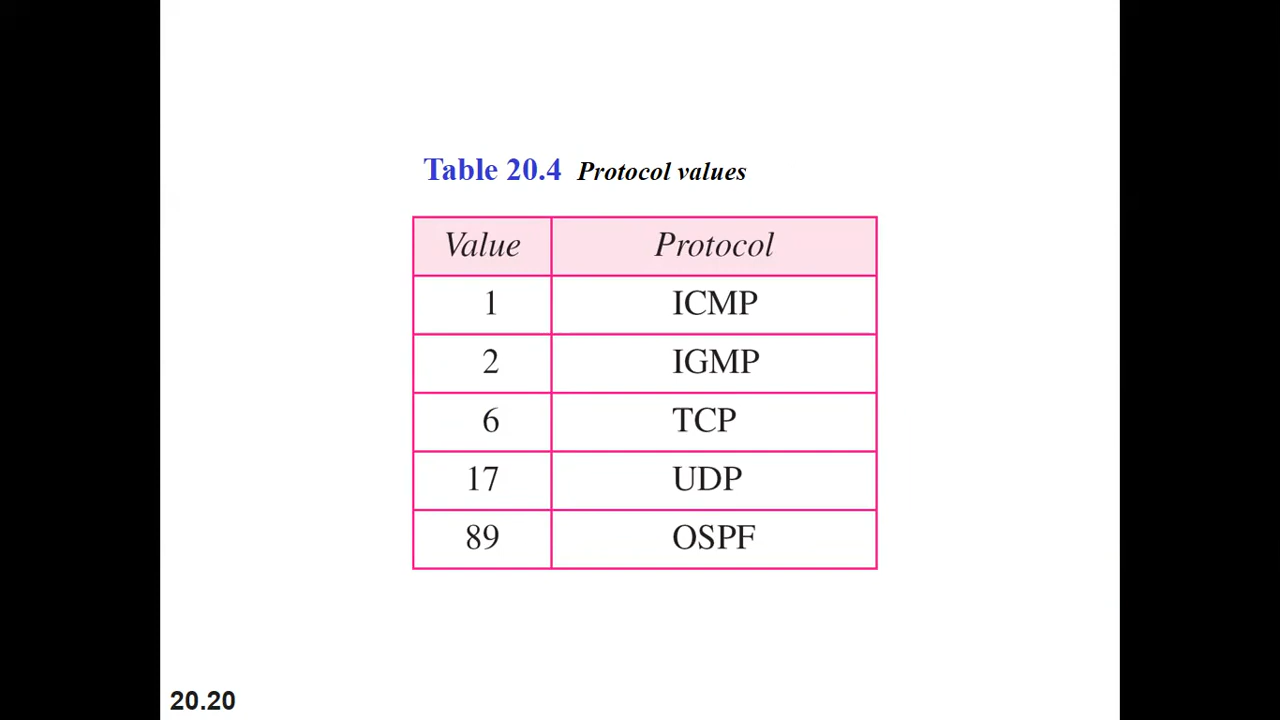 Table 20.4 Protocol values
Value Protocol
1 ICMP
2 IGMP
6 TCP
17 UDP
89 OSPF
20.20